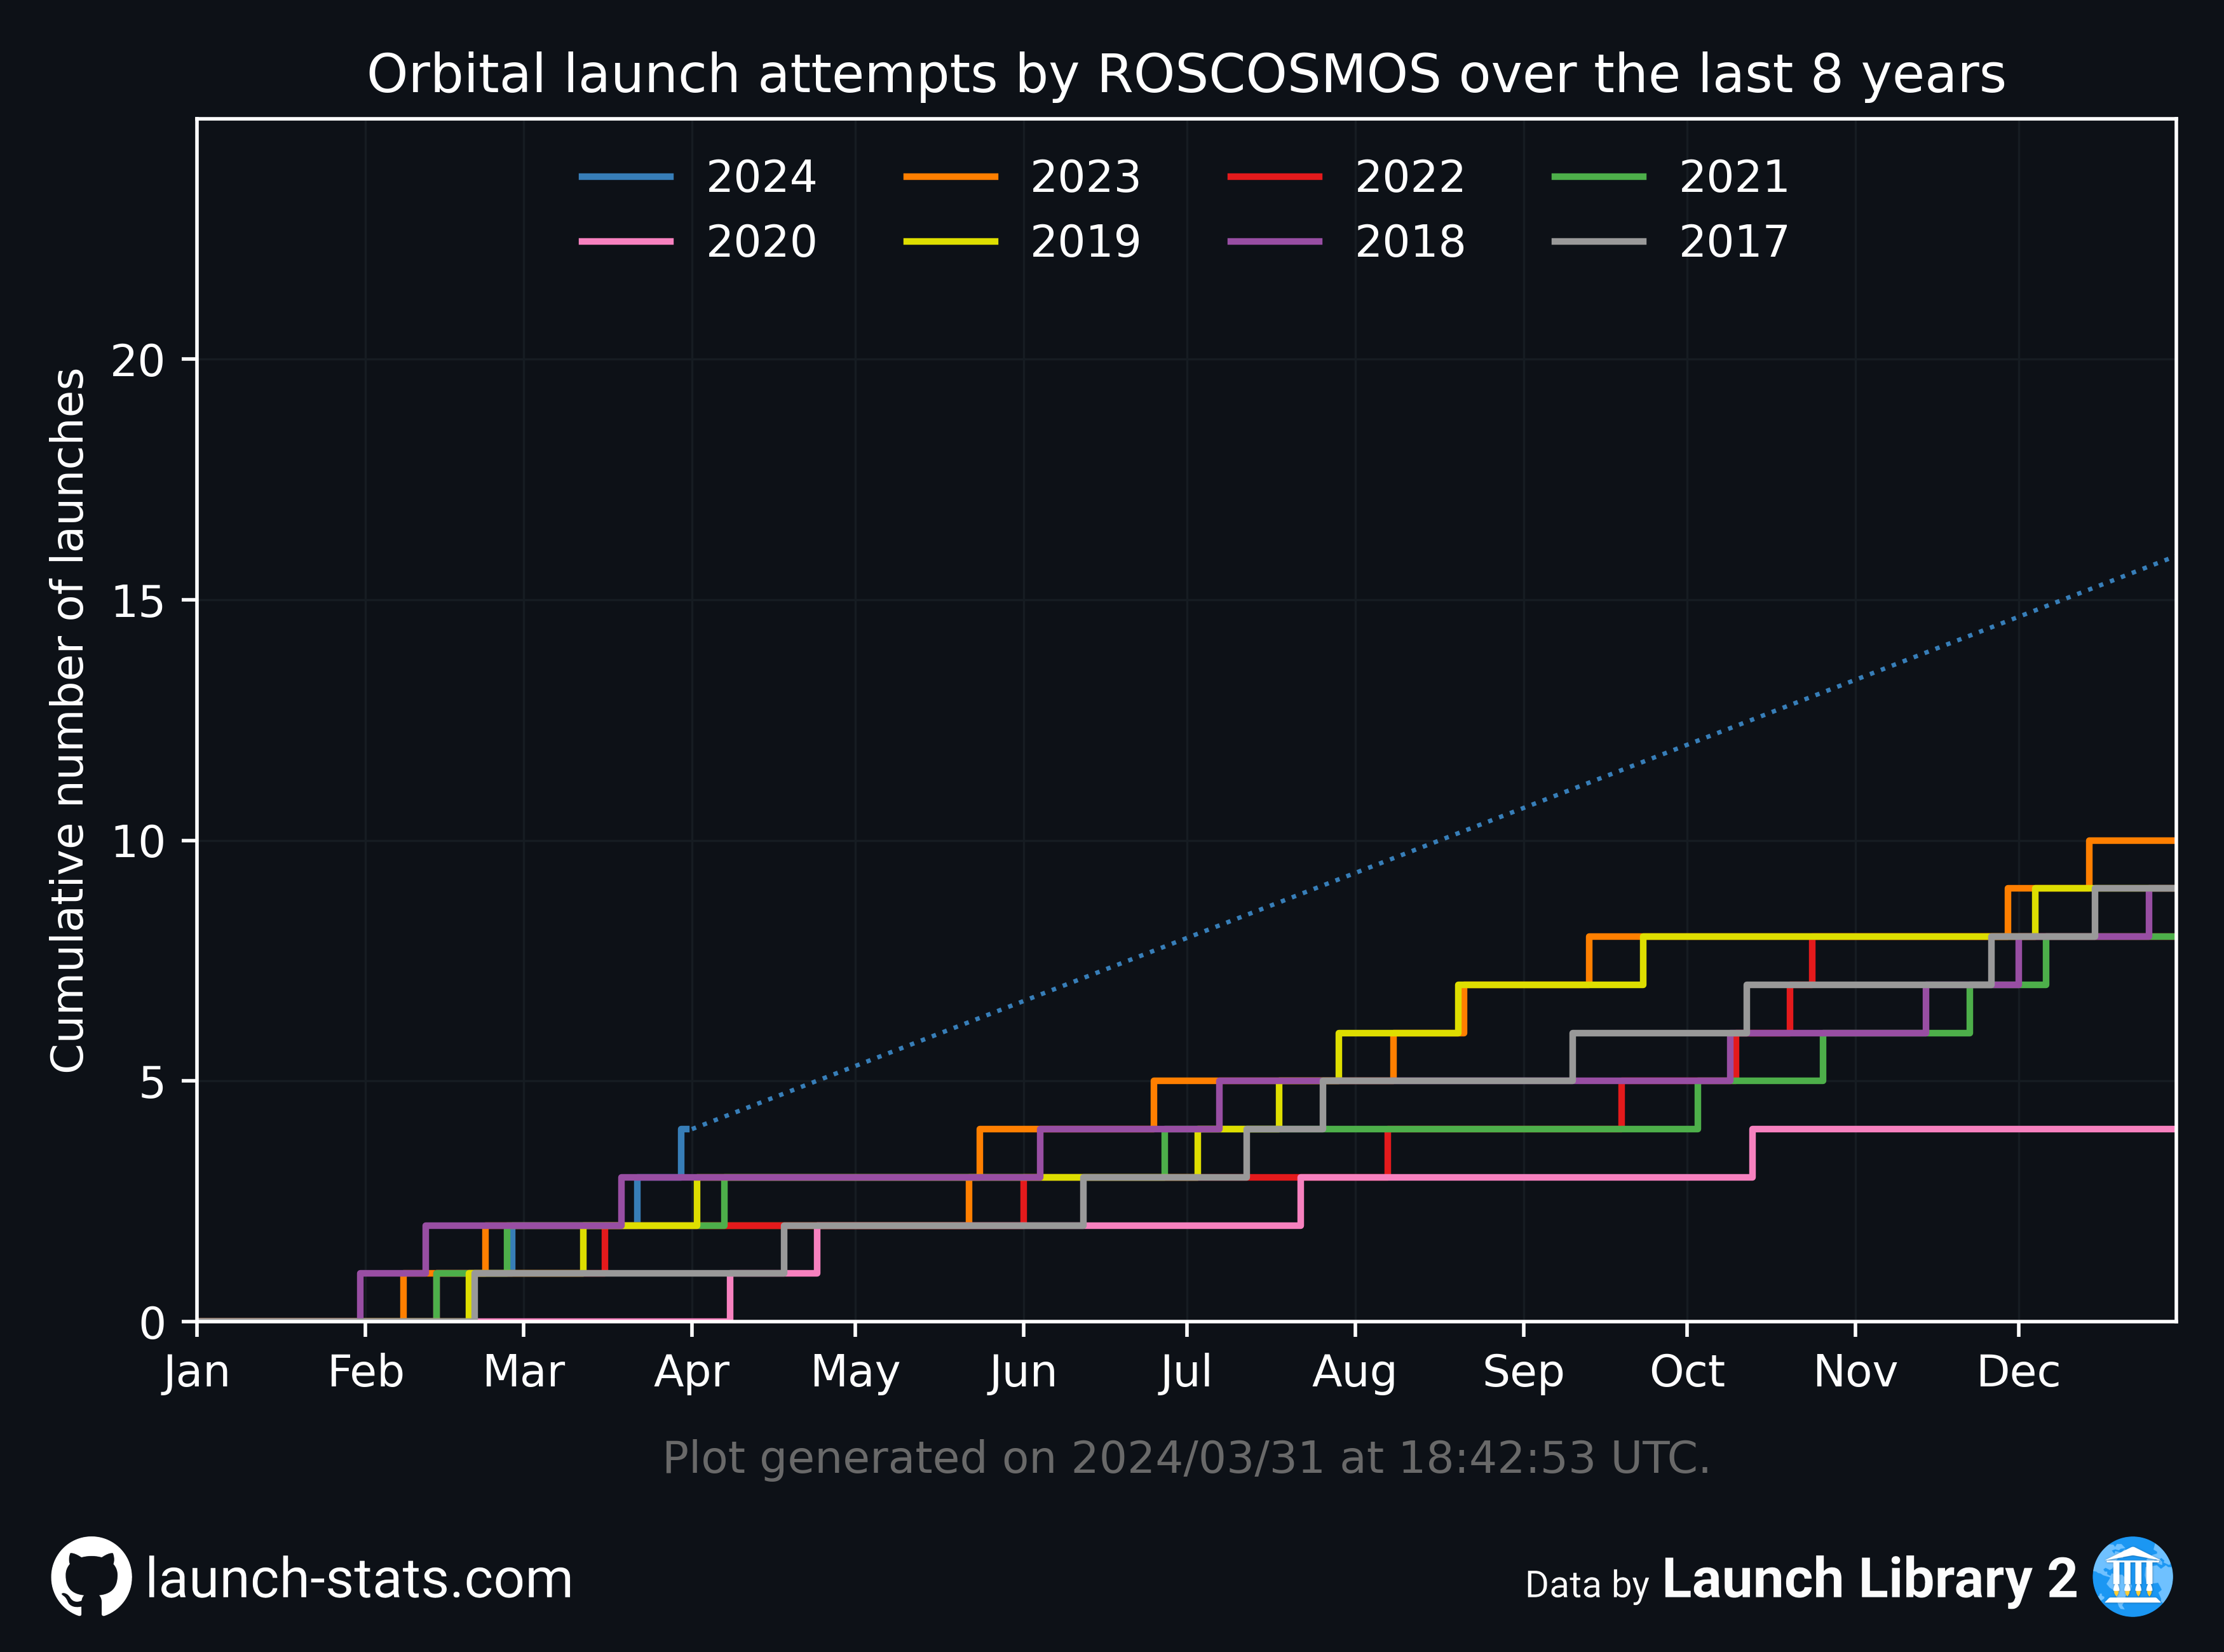 Orbital launch attempts by ROSCOSMOS over the last 8 years
2024 2023 2022 2021
2020 2019 2018 2017
Cumulative number of launches
20
15
10
5
0
Jan Feb Mar Apr May Jun Jul Aug Sep Oct Nov Dec
Plot generated on 2024/03/31 at 18:42:53 UTC.
launch-stats.com
Data by Launch Library 2